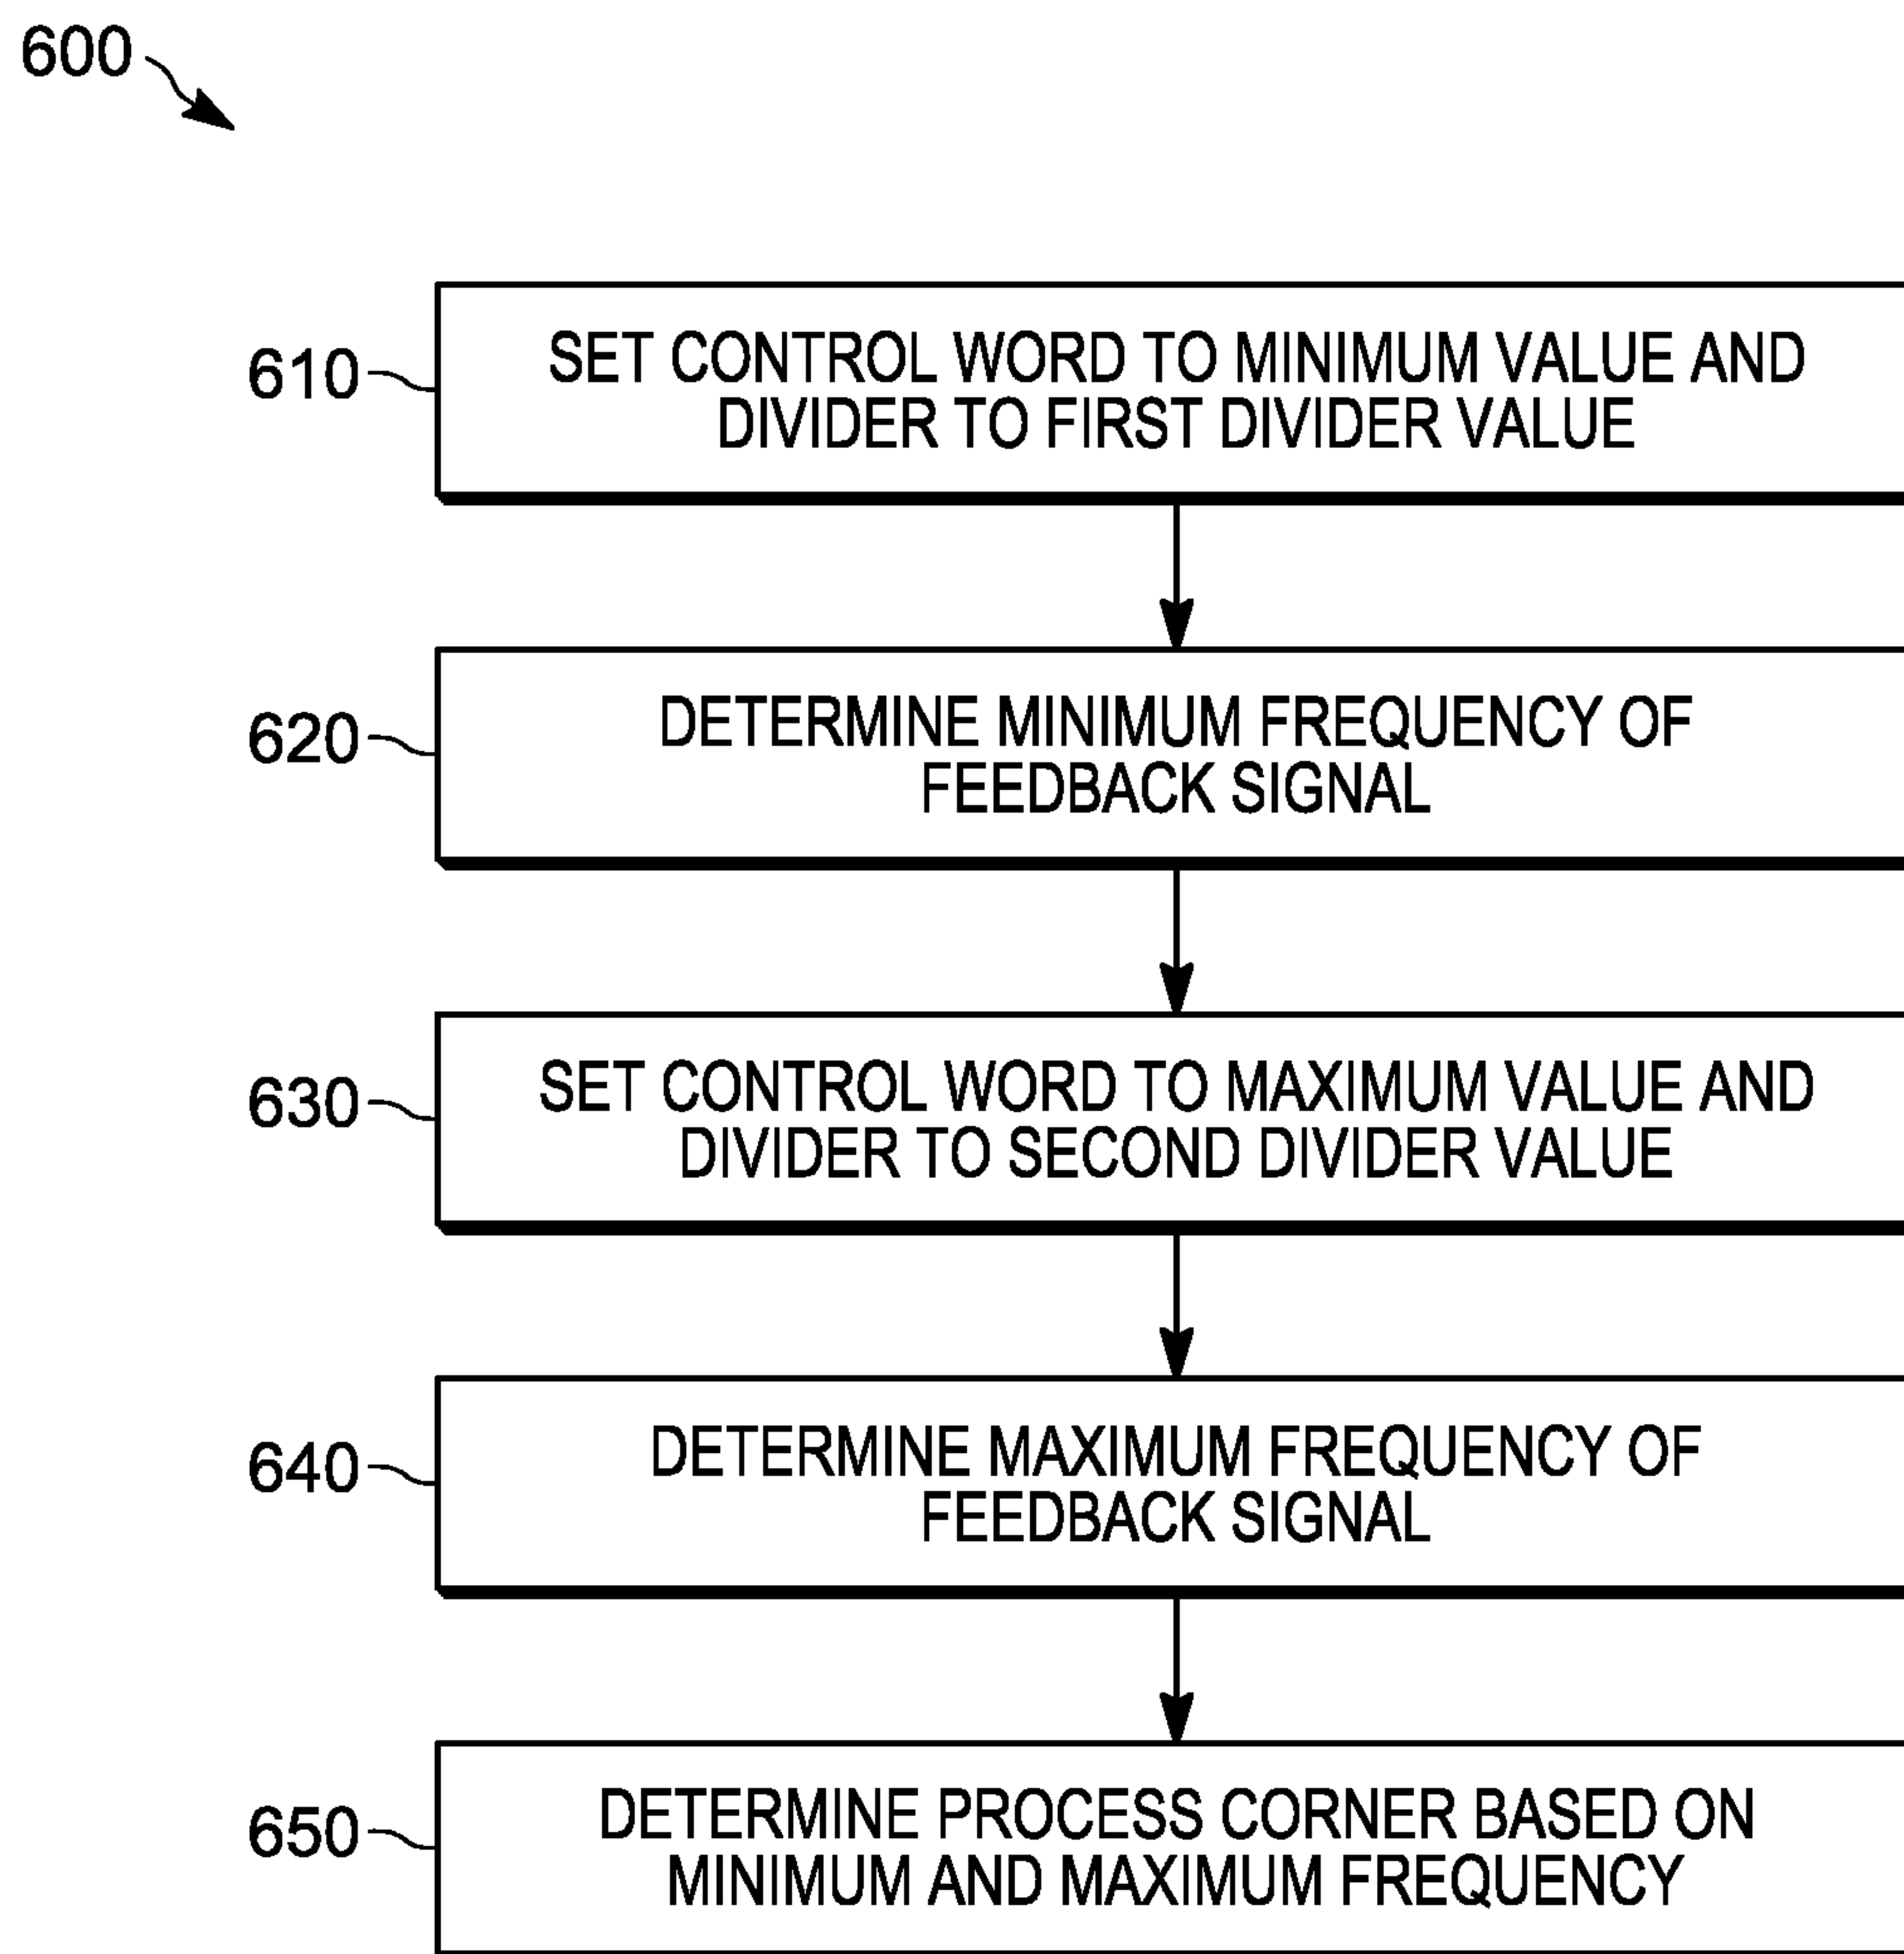 600
610
SET CONTROL WORD TO MINIMUM VALUE AND
DIVIDER TO FIRST DIVIDER VALUE
620
DETERMINE MINIMUM FREQUENCY OF
FEEDBACK SIGNAL
630
SET CONTROL WORD TO MAXIMUM VALUE AND
DIVIDER TO SECOND DIVIDER VALUE
640
DETERMINE MAXIMUM FREQUENCY OF
FEEDBACK SIGNAL
650
DETERMINE PROCESS CORNER BASED ON
MINIMUM AND MAXIMUM FREQUENCY